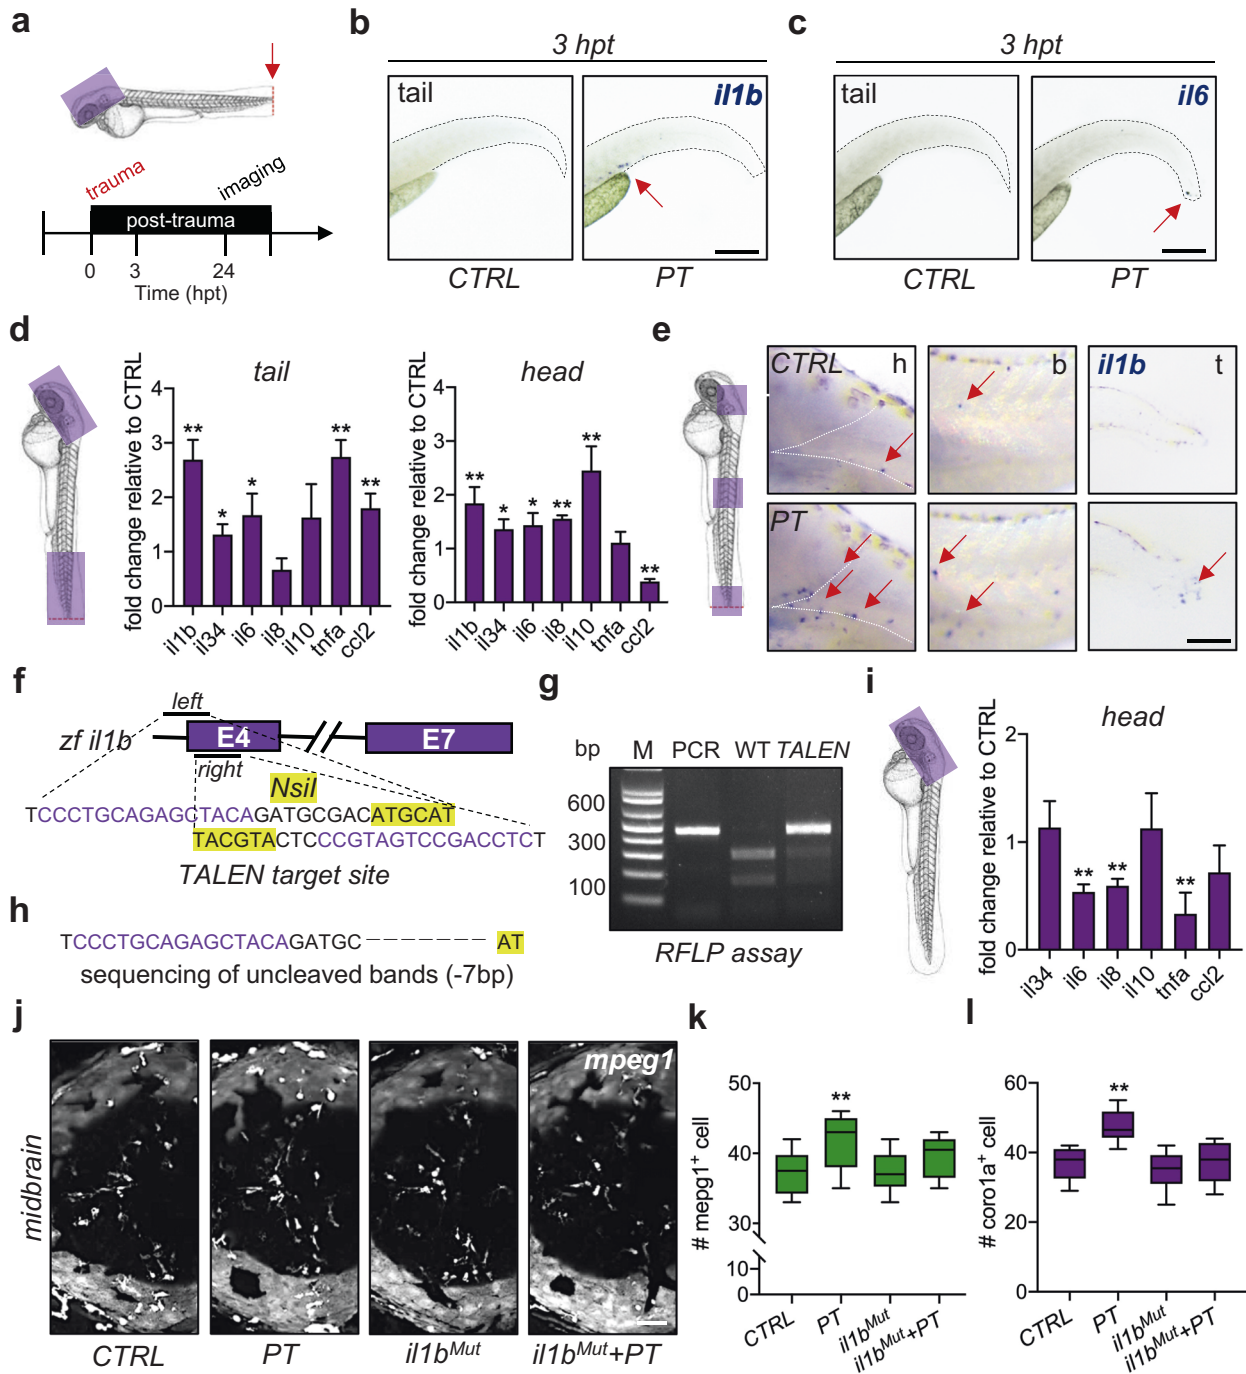 a
trauma
imaging
post-trauma
0 3 24
Time (hpt)
b
3 hpt
tail
il1b
CTRL PT
c
3 hpt
tail
il6
CTRL PT
d
tail
fold change relative to CTRL
4
3
2
1
0
** * * ** **
il1b il34 il6 il8 il10 tnfa ccl2
head
fold change relative to CTRL
4
3
2
1
0
** * * ** ** **
il1b il34 il6 il8 il10 tnfa ccl2
e
CTRL h
b
il1b t
PT
f
left
zf il1b
E4
E7
right
NsiI
TCCCTGCAGAGCTACAGATGCGACATGCAT
TACGTACTCCCGTAGTCCGACCTCT
TALEN target site
g
bp M PCR WT TALEN
600
300
100
RFLP assay
h
TCCCTGCAGAGCTACAGATGC– – – – – – – AT
sequencing of uncleaved bands (-7bp)
i
head
fold change relative to CTRL
2
1
0
** ** **
il34 il6 il8 il10 tnfa ccl2
j
midbrain
mpeg1
CTRL PT il1bMut il1bMut+PT
k
# mepg1+ cell
50
40
30
10
0
**
CTRL PT il1bMut il1bMut+PT
l
# coro1a+ cell
60
40
20
0
**
CTRL PT il1bMut il1bMut+PT